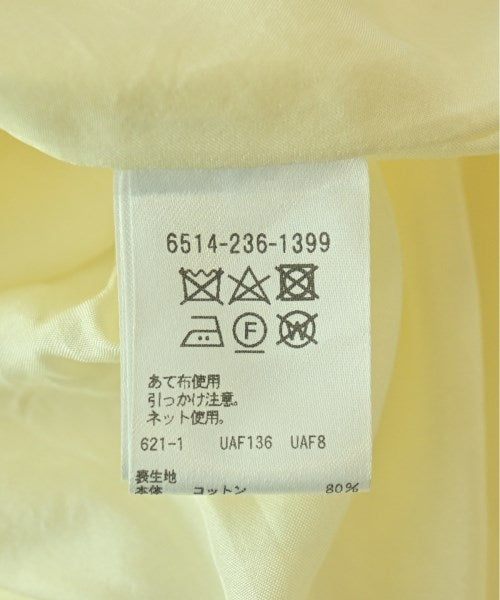 6514-236-1399
F W
あて布使用
引っかけ注意。
ネット使用。
621-1 UAF136 UAF8
表生地
本体 コットン 80%